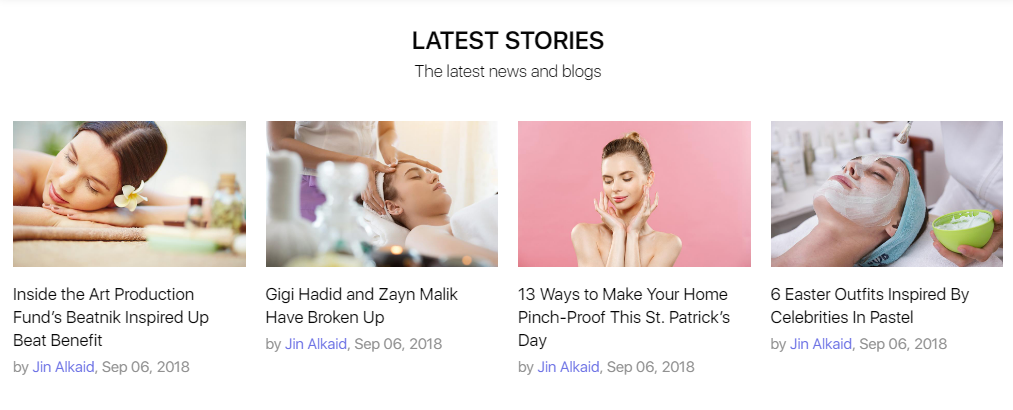 LATEST STORIES
The latest news and blogs
Inside the Art Production
Fund's Beatnik Inspired Up
Beat Benefit
by Jin Alkaid, Sep 06, 2018
Gigi Hadid and Zayn Malik
Have Broken Up
by Jin Alkaid, Sep 06, 2018
13 Ways to Make Your Home
Pinch-Proof This St. Patrick's
Day
by Jin Alkaid, Sep 06, 2018
6 Easter Outfits Inspired By
Celebrities In Pastel
by Jin Alkaid, Sep 06, 2018